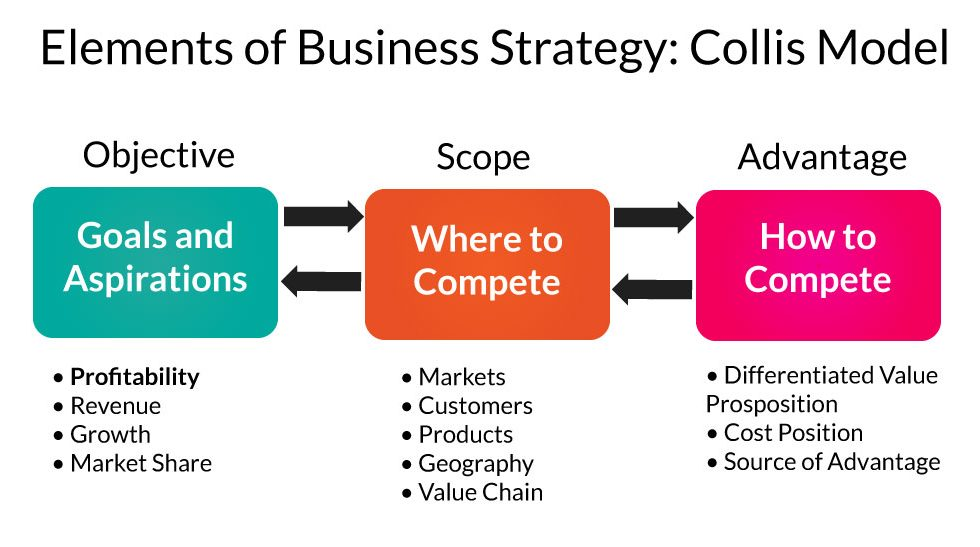 Elements of Business Strategy: Collis Model
Objective
Goals and
Aspirations
• Profitability
• Revenue
• Growth
• Market Share
Scope
Where to
Compete
• Markets
• Customers
• Products
• Geography
• Value Chain
Advantage
How to
Compete
• Differentiated Value
Prosposition
• Cost Position
• Source of Advantage